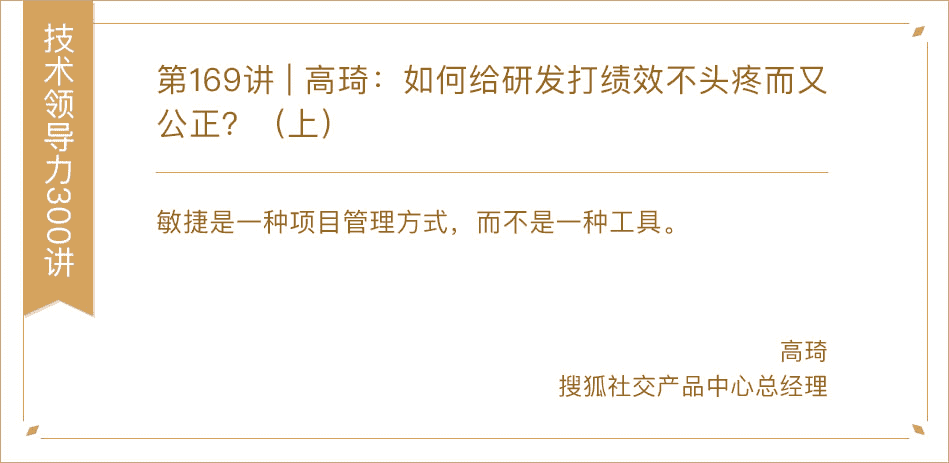 技术领导力300讲
第169讲 | 高琦：如何给研发打绩效不头疼而又
公正？（上）
敏捷是一种项目管理方式，而不是一种工具。
高琦
搜狐社交产品中心总经理